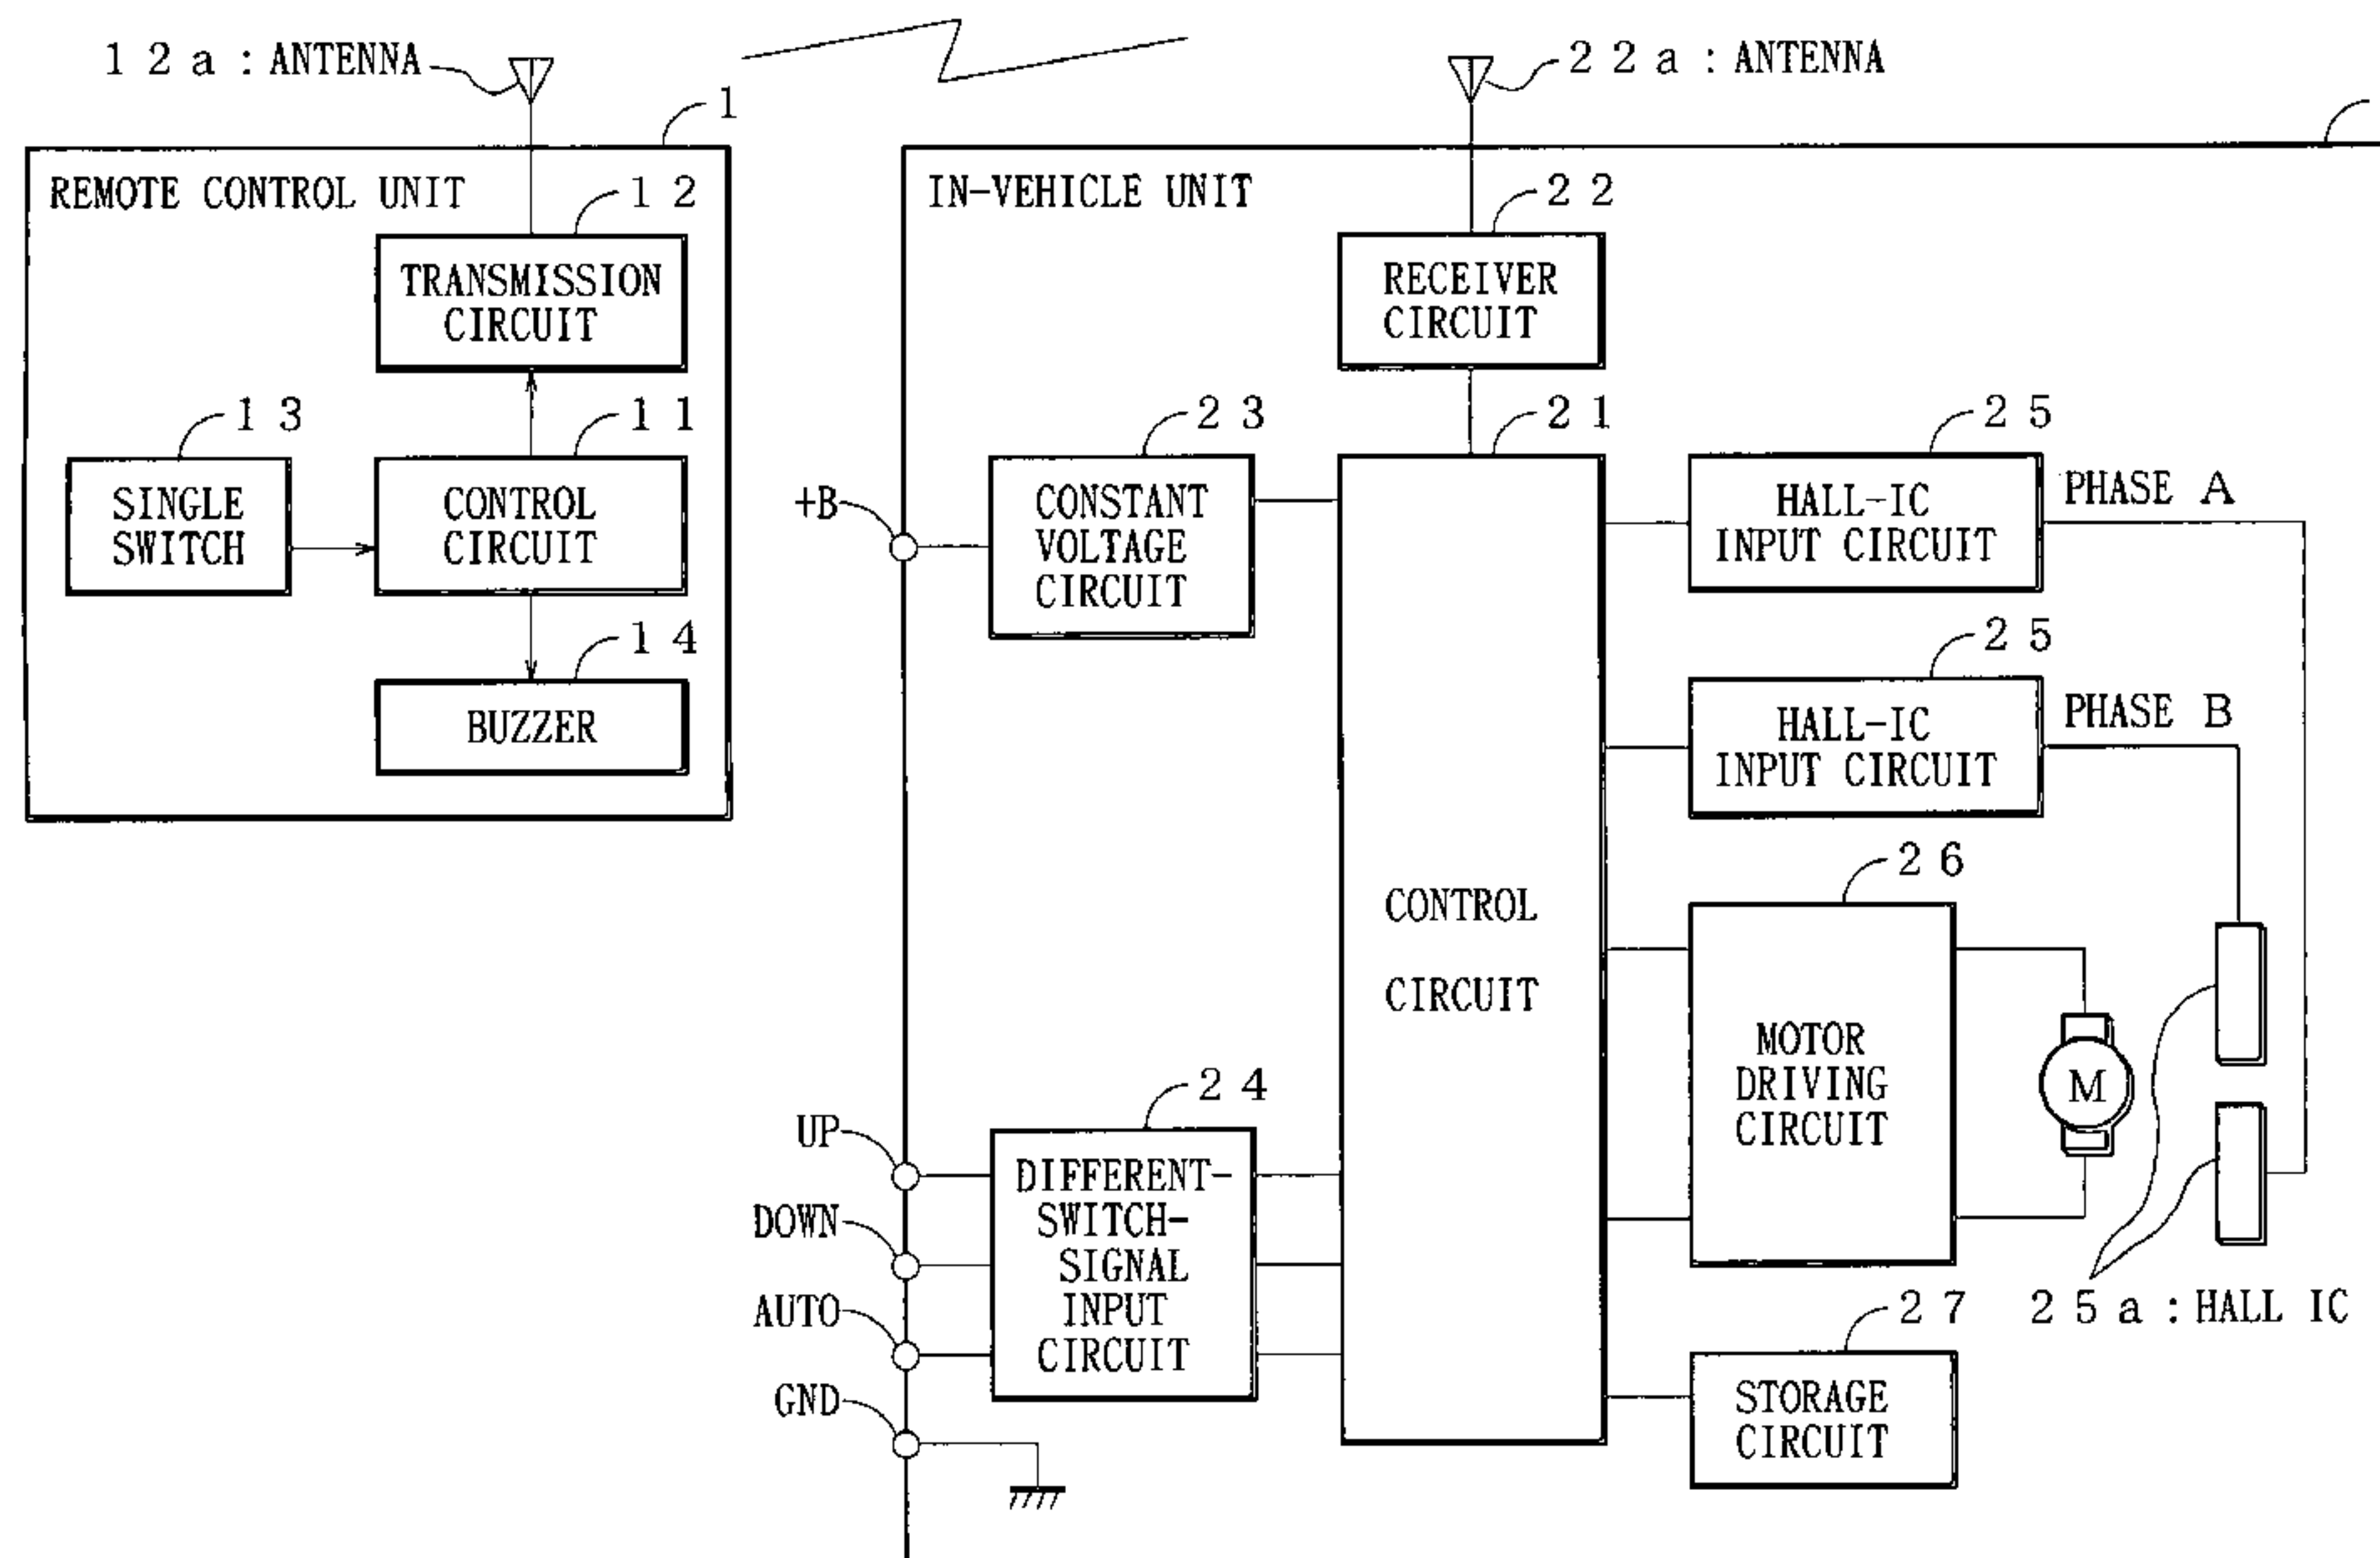 12a : ANTENNA
1
REMOTE CONTROL UNIT
12
TRANSMISSION
CIRCUIT
13
SINGLE
SWITCH
11
CONTROL
CIRCUIT
14
BUZZER
22a : ANTENNA
IN-VEHICLE UNIT
22
RECEIVER
CIRCUIT
+B
23
CONSTANT
VOLTAGE
CIRCUIT
21
CONTROL
CIRCUIT
25
HALL-IC
INPUT CIRCUIT
PHASE A
25
HALL-IC
INPUT CIRCUIT
PHASE B
26
MOTOR
DRIVING
CIRCUIT
M
25a : HALL IC
UP
DOWN
AUTO
GND
24
DIFFERENT-
SWITCH-
SIGNAL
INPUT
CIRCUIT
27
STORAGE
CIRCUIT